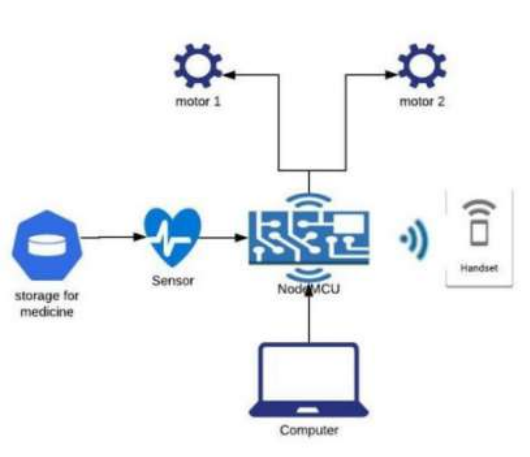 motor 1
motor 2
Sensor
NodeMCU
Handset
storage for
medicine
Computer